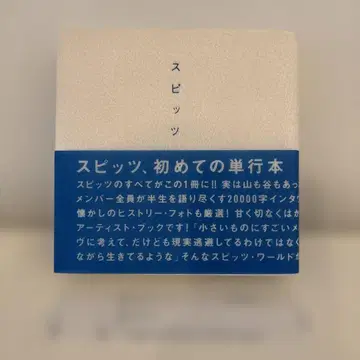 スピッツ
スピッツ、初めての単行本
スピッツのすべてがこの1冊に!! 実は山も谷もあっ
メンバー全員が半生を語り尽くす20000字インタ
懐かしのヒストリー・フォトも厳選! 甘く切なくはか
アーティスト・ブックです!「小さいものにすごいメ
ヴに考えて、だけども現実逃避してるわけではなく
ながら生きてるような」そんなスピッツ・ワールドが